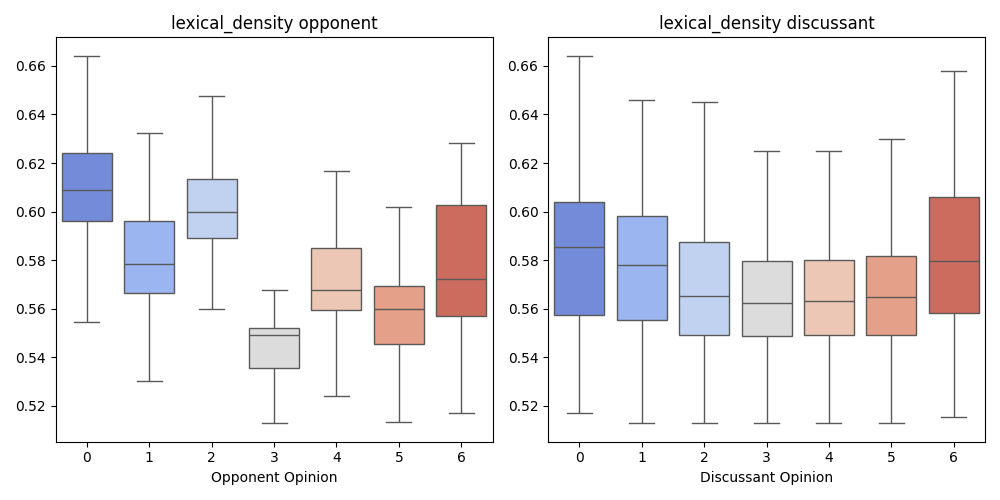 lexical_density opponent
0.66
0.64
0.62
0.60
0.58
0.56
0.54
0.52
0 1 2 3 4 5 6
Opponent Opinion
lexical_density discussant
0.66
0.64
0.62
0.60
0.58
0.56
0.54
0.52
0 1 2 3 4 5 6
Discussant Opinion